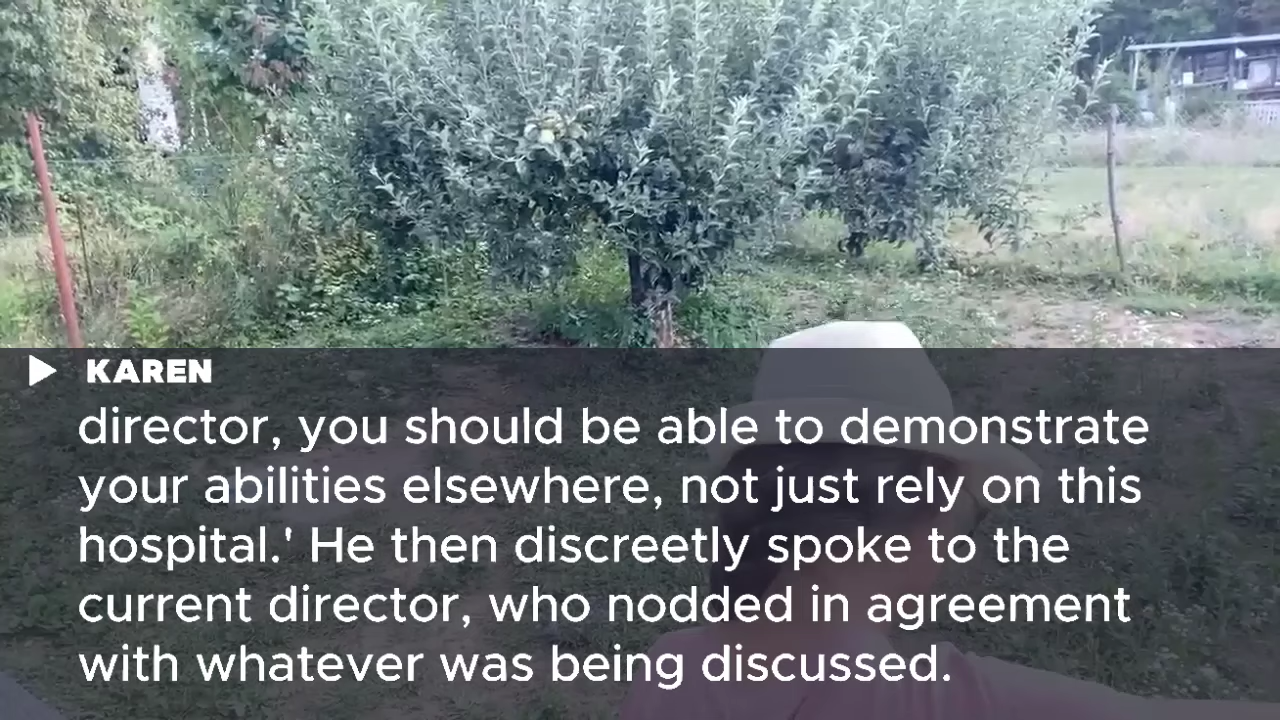 KAREN
director, you should be able to demonstrate
your abilities elsewhere, not just rely on this
hospital.' He then discreetly spoke to the
current director, who nodded in agreement
with whatever was being discussed.